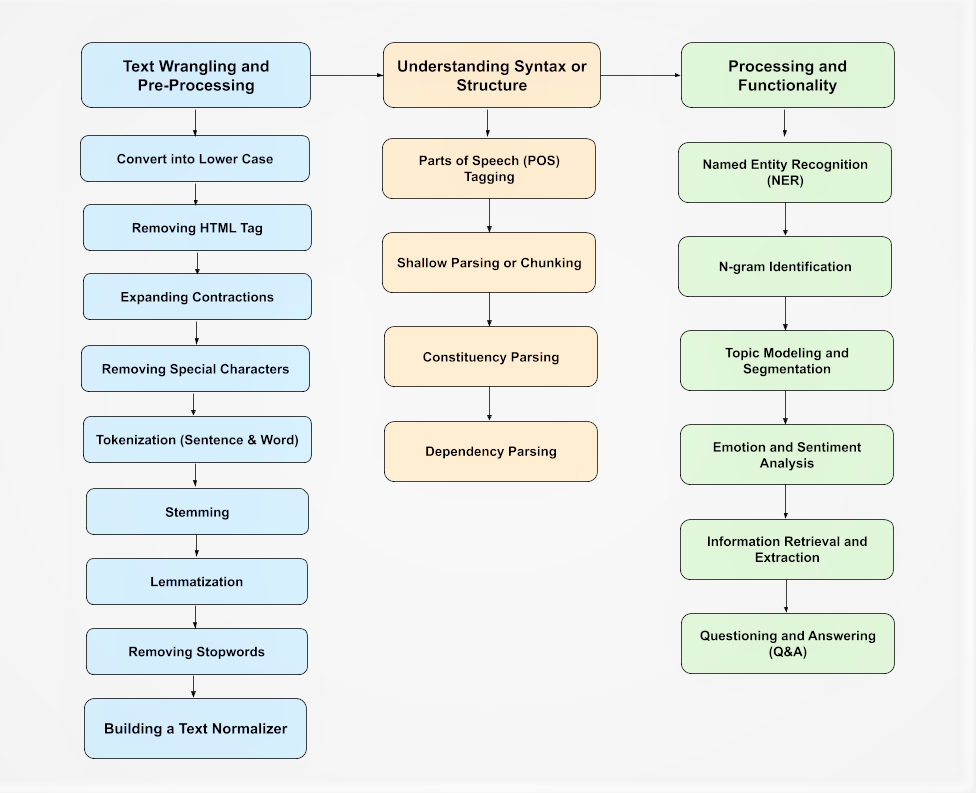 Text Wrangling and
Pre-Processing
Convert into Lower Case
Removing HTML Tag
Expanding Contractions
Removing Special Characters
Tokenization (Sentence & Word)
Stemming
Lemmatization
Removing Stopwords
Building a Text Normalizer
Understanding Syntax or
Structure
Parts of Speech (POS)
Tagging
Shallow Parsing or Chunking
Constituency Parsing
Dependency Parsing
Processing and
Functionality
Named Entity Recognition
(NER)
N-gram Identification
Topic Modeling and
Segmentation
Emotion and Sentiment
Analysis
Information Retrieval and
Extraction
Questioning and Answering
(Q&A)